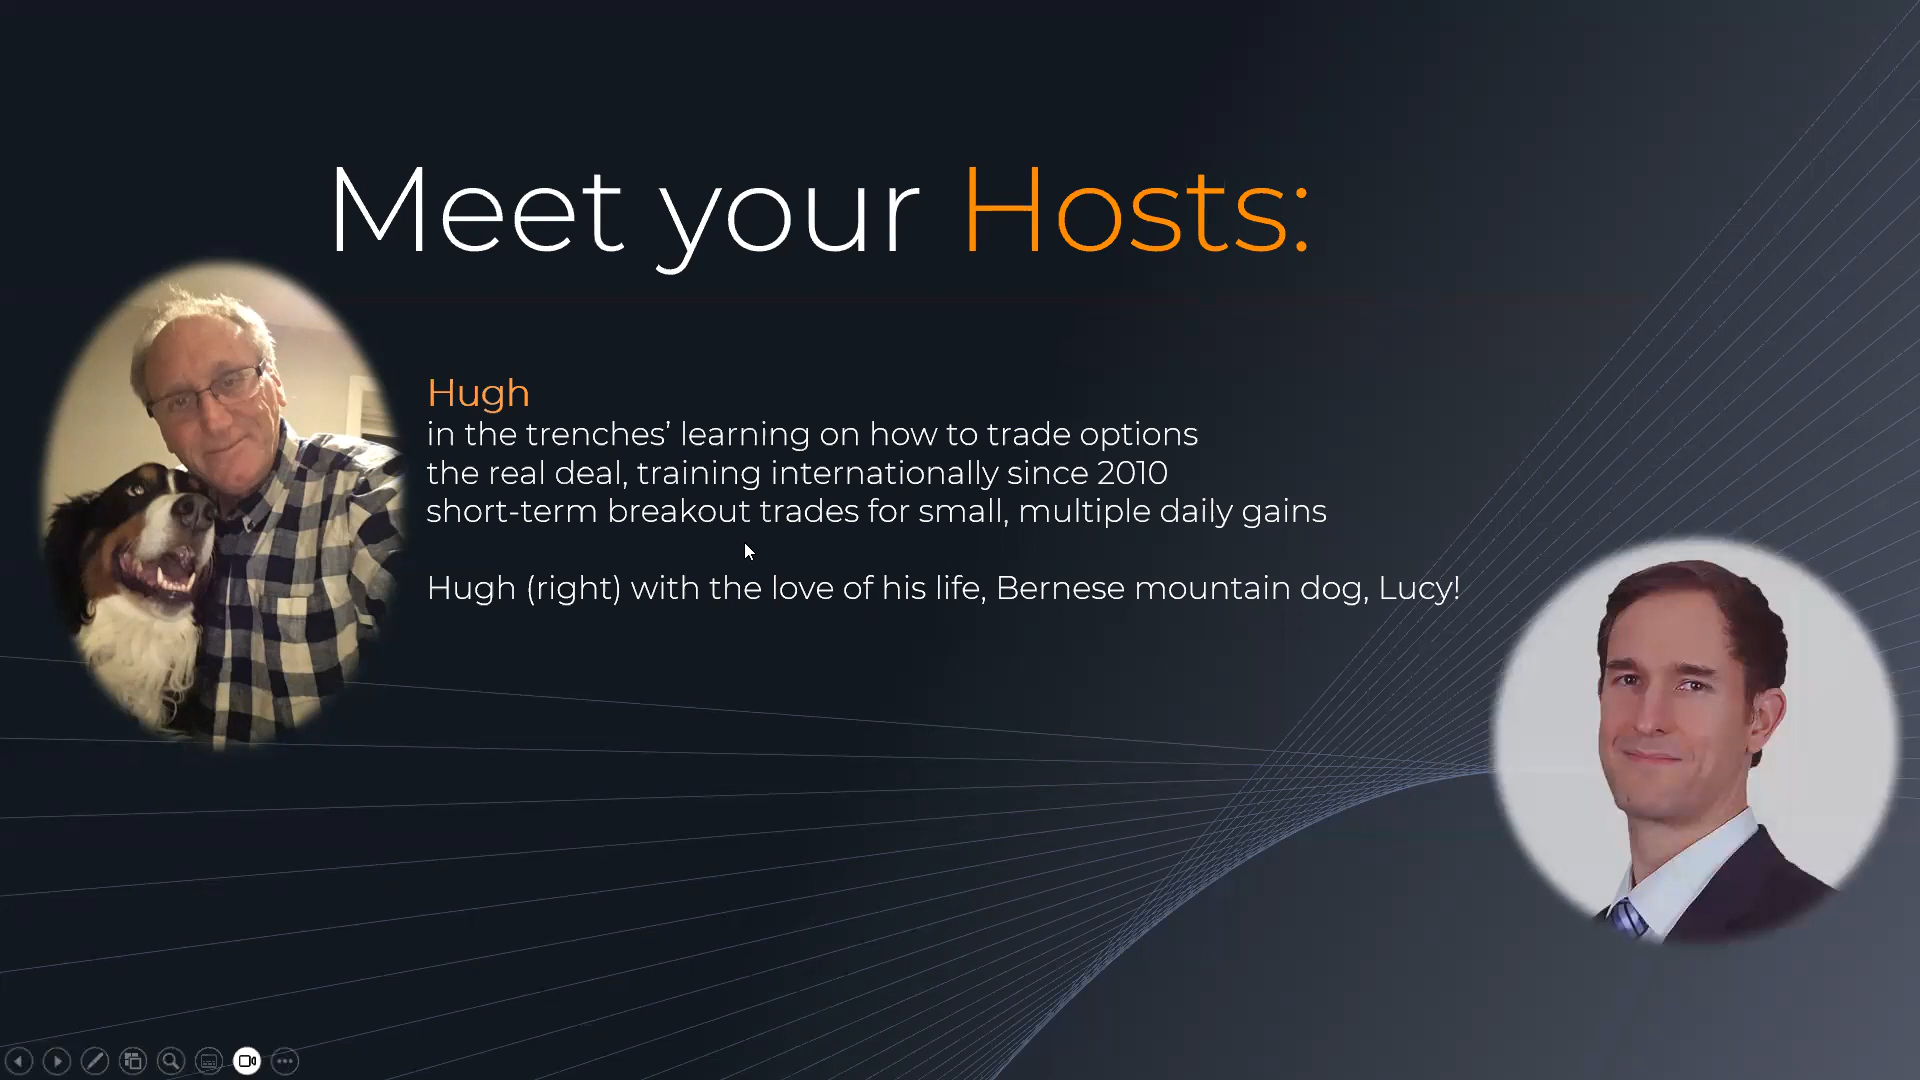 Meet your Hosts:
Hugh
in the trenches’ learning on how to trade options
the real deal, training internationally since 2010
short-term breakout trades for small, multiple daily gains
Hugh (right) with the love of his life, Bernese mountain dog, Lucy!